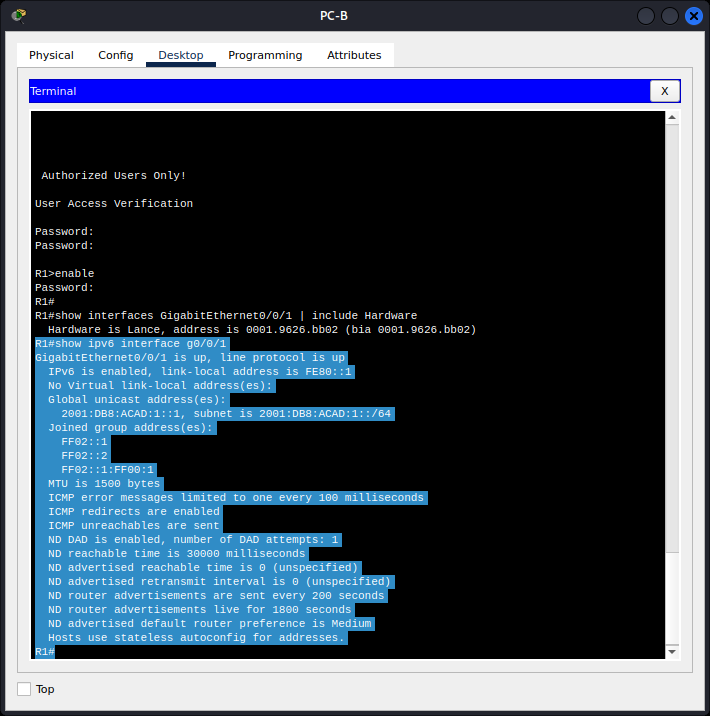 PC-B
Physical Config Desktop Programming Attributes
Terminal X
Authorized Users Only!
User Access Verification
Password:
Password:
R1>enable
Password:
R1#
R1#show interfaces GigabitEthernet0/0/1 | include Hardware
Hardware is Lance, address is 0001.9626.bb02 (bia 0001.9626.bb02)
R1#show ipv6 interface g0/0/1
GigabitEthernet0/0/1 is up, line protocol is up
IPv6 is enabled, link-local address is FE80::1
No Virtual link-local address(es):
Global unicast address(es):
2001:DB8:ACAD:1::1, subnet is 2001:DB8:ACAD:1::/64
Joined group address(es):
FF02::1
FF02::2
FF02::1:FF00:1
MTU is 1500 bytes
ICMP error messages limited to one every 100 milliseconds
ICMP redirects are enabled
ICMP unreachables are sent
ND DAD is enabled, number of DAD attempts: 1
ND reachable time is 30000 milliseconds
ND advertised reachable time is 0 (unspecified)
ND advertised retransmit interval is 0 (unspecified)
ND router advertisements are sent every 200 seconds
ND router advertisements live for 1800 seconds
ND advertised default router preference is Medium
Hosts use stateless autoconfig for addresses.
R1#
Top